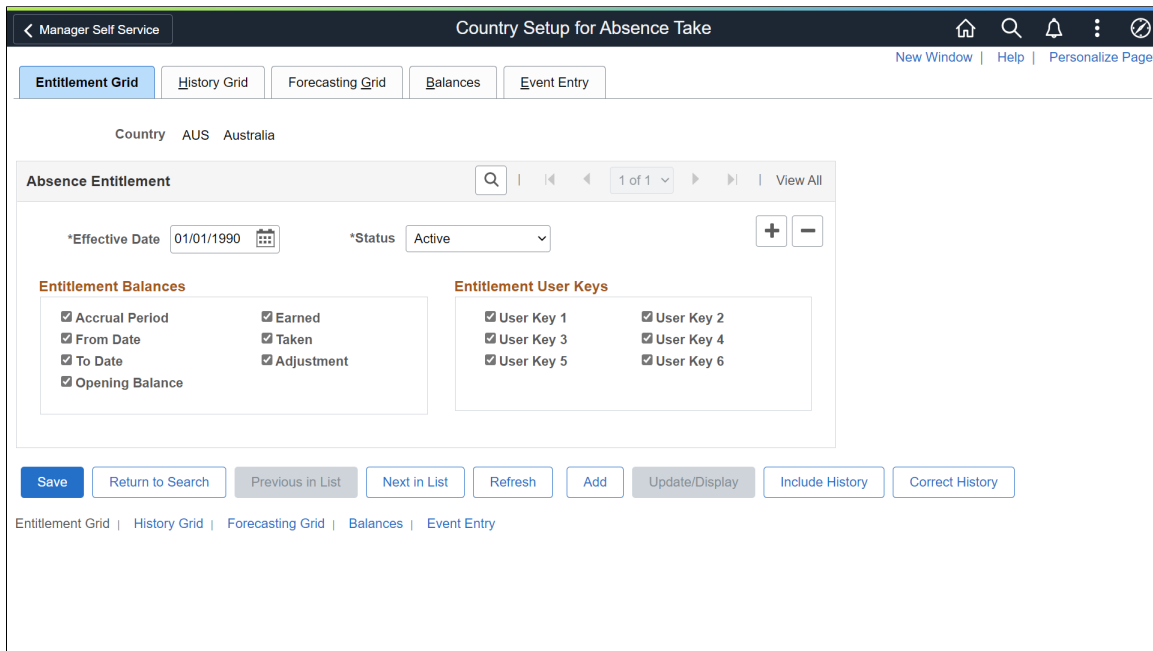 Manager Self Service
Country Setup for Absence Take
New Window | Help | Personalize Page
Entitlement Grid History Grid Forecasting Grid Balances Event Entry
Country AUS Australia
Absence Entitlement | 1 of 1 | View All
*Effective Date 01/01/1990 *Status Active
Entitlement Balances
Accrual Period Earned
From Date Taken
To Date Adjustment
Opening Balance
Entitlement User Keys
User Key 1 User Key 2
User Key 3 User Key 4
User Key 5 User Key 6
Save Return to Search Previous in List Next in List Refresh Add Update/Display Include History Correct History
Entitlement Grid | History Grid | Forecasting Grid | Balances | Event Entry